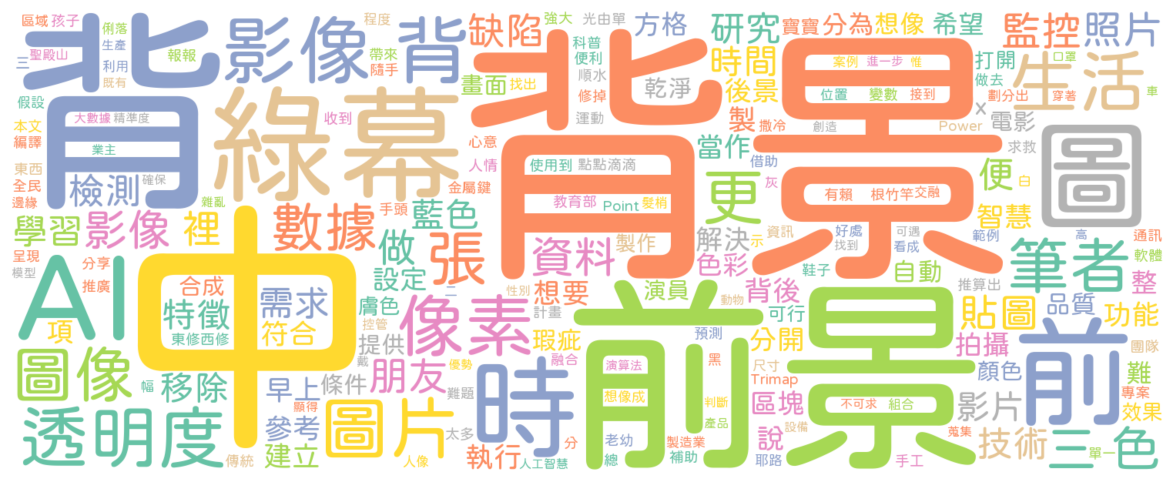 區域
孩子
俐落
生產
聖殿山
三
利用
既有
報報
背
影像
背
程度
帶來
隨手
缺陷
強大
光由單
方格
科普
便利
畫面
找出
順水
修掉
運動
乾淨
研究
寶寶
分為
想像
希望
監控
照片
時間
後景
製
撒冷
背景
案例
進一步
惟
打開
做去
位置
變數
接到
劃分出
穿著
創造
Power
x
電影
生活
口罩
車
假設
大數據
精準度
本文
編譯
業主
綠幕
收到
心意
人情
使用到
點點滴滴
當作
借助
求救
圖
東西
全民
邊緣
檢測
確保
金屬鍵
教育部
Point
髮梢
更
灰
有賴
根竹竿
交融
便
白
智慧
雜亂
學習
影像
裡
數據
手頭
藍色
做
張
資料
製作
解決
示
資訊
好處
找到
可遇
看成
範例
高
筆者
通訊
軟體
呈現
模型
分享
推廣
AI
中
合成
特徵
東修西修
需求
符合
設定
二
膚色
控管
提供
像素
性別
計畫
想要
瑕疵
演員
色彩
背後
動物
鞋子
可行
自動
推算出
整
項
戴
優勢
融合
前景
預測
分開
貼圖
品質
功能
圖像
幅
移除
早上
顯得
條件
朋友
難題
時
演算法
黑
尺寸
Trimap
拍攝
顏色
前
團隊
難
專案
透明度
參考
圖片
太多
想像成
判斷
產品
區塊
不可求
組合
影片
效果
傳統
建立
人像
執行
人工智慧
分
老幼
總
製造業
補助
說
設備
耶路
手工
蒐集
技術
三色
單一